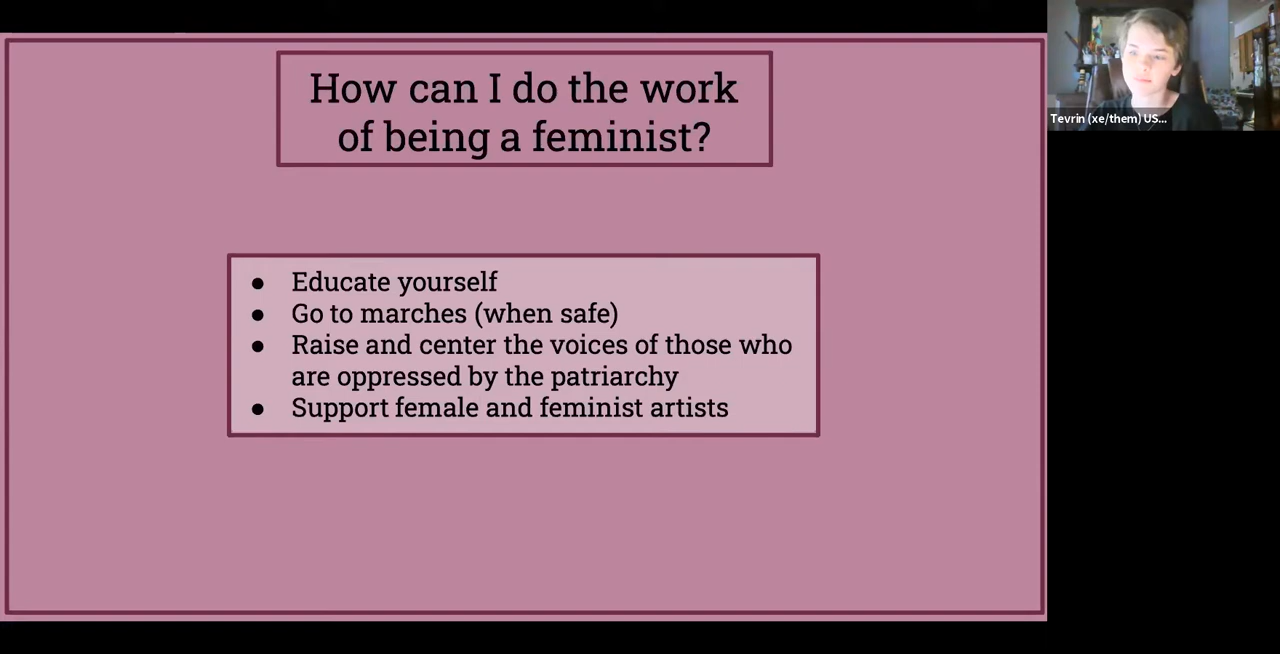 How can I do the work
of being a feminist?
● Educate yourself
● Go to marches (when safe)
● Raise and center the voices of those who
are oppressed by the patriarchy
● Support female and feminist artists
Tevrin (xe/them) US...